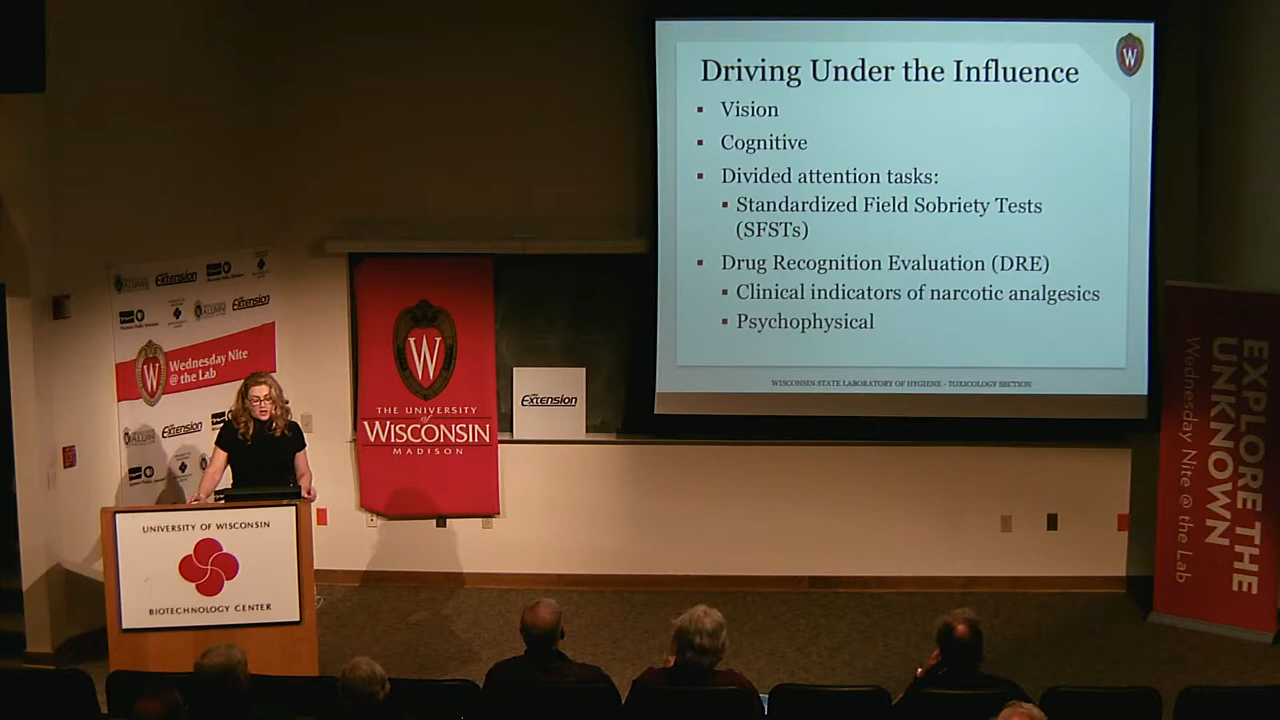 Driving Under the Influence
W
▪ Vision
▪ Cognitive
▪ Divided attention tasks:
▪ Standardized Field Sobriety Tests
(SFSTs)
▪ Drug Recognition Evaluation (DRE)
▪ Clinical indicators of narcotic analgesics
▪ Psychophysical
WISCONSIN STATE LABORATORY OF HYGIENE - TOXICOLOGY SECTION
Extension
Extension
W
Wednesday Nite
@ the Lab
Extension
W
THE UNIVERSITY
of
WISCONSIN
MADISON
Extension
UNIVERSITY OF WISCONSIN
BIOTECHNOLOGY CENTER
EXPLORE THE
UNKNOWN
Wednesday Nite @ the Lab